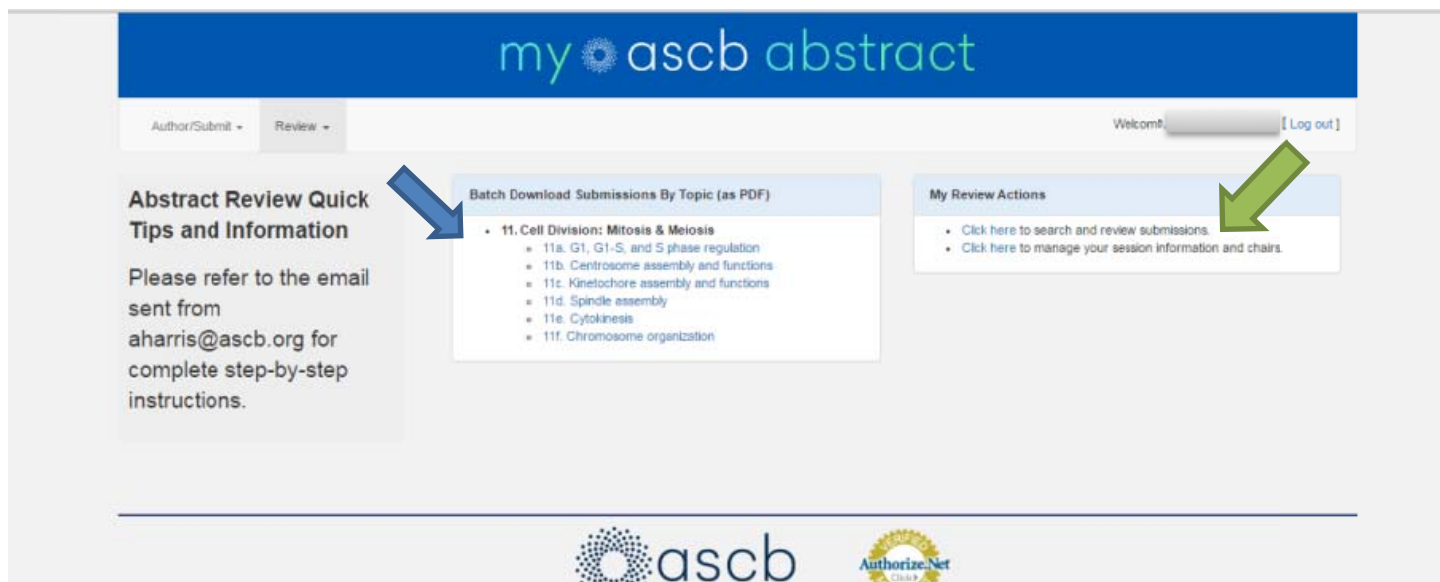 my ascb abstract
Author/Submit Review Welcome, [ Log out ]
Abstract Review Quick
Tips and Information
Please refer to the email
sent from
aharris@ascb.org for
complete step-by-step
instructions.
Batch Download Submissions By Topic (as PDF)
11. Cell Division: Mitosis & Meiosis
11a. G1, G1-S, and S phase regulation
11b. Centrosome assembly and functions
11c. Kinetochore assembly and functions
11d. Spindle assembly
11e. Cytokinesis
11f. Chromosome organization
My Review Actions
Click here to search and review submissions.
Click here to manage your session information and chairs.
ascb
VERIFIED
Authorize.Net
Click